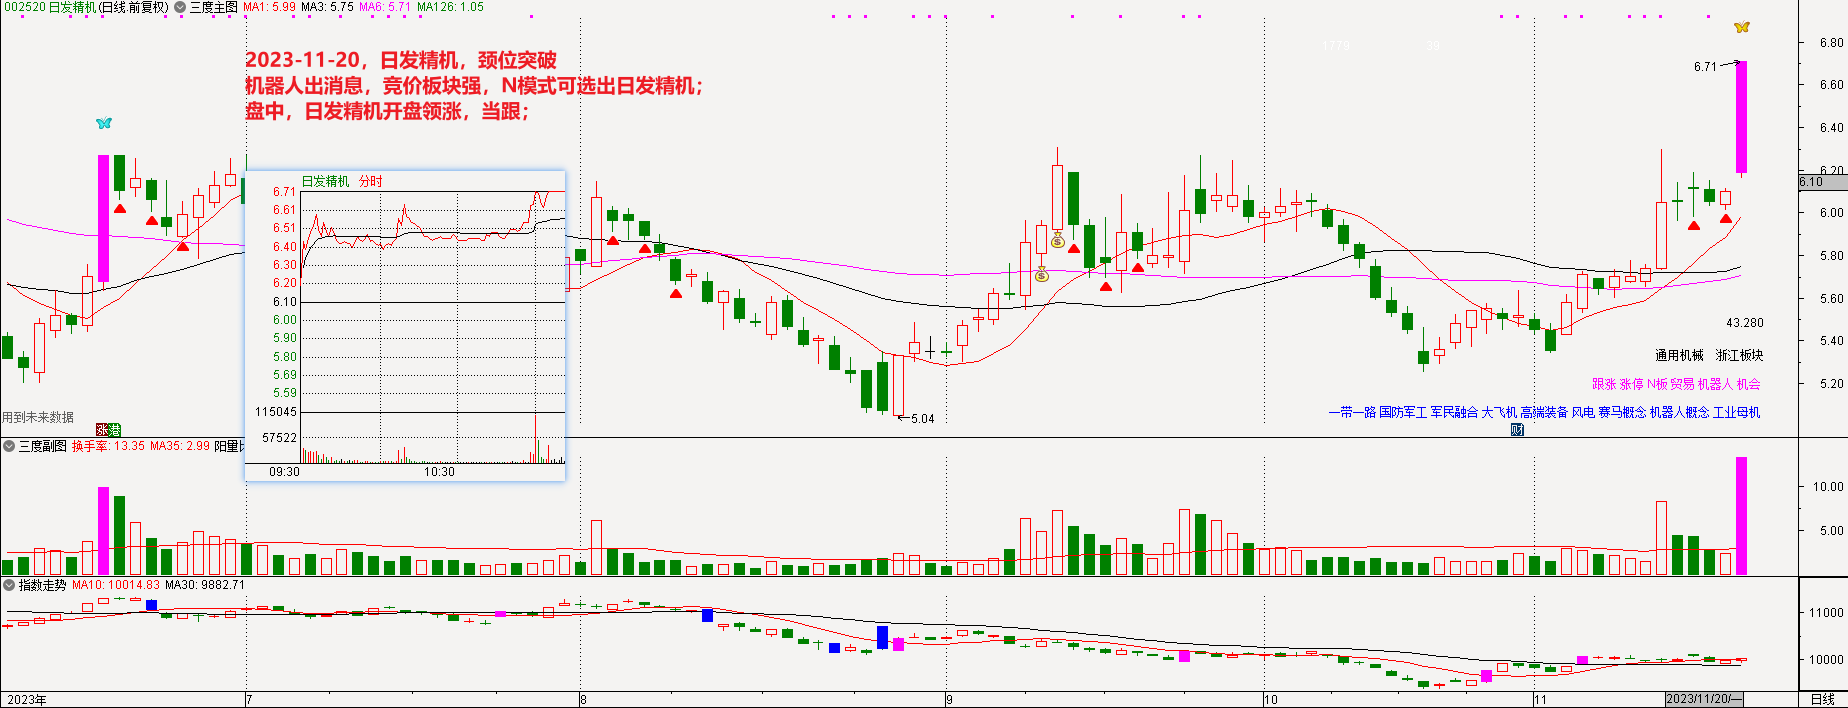 002520 日发精机(日线.前复权) 三度主图 MA1: 5.99 MA3: 5.75 MA6: 5.71 MA126: 1.05
2023-11-20，日发精机，颈位突破
机器人出消息，竞价板块强，N模式可选出日发精机；
盘中，日发精机开盘领涨，当跟；
1779 39
6.71
6.80
6.60
6.40
6.20
6.10
6.00
5.80
5.60
5.40
5.20
日发精机 分时
6.71
6.61
6.51
6.40
6.30
6.20
6.10
6.00
5.90
5.80
5.69
5.59
115045
57522
09:30 10:30
5.04
43.280
通用机械 浙江板块
跟涨 涨停 N板 贸易 机器人 机会
一带一路 国防军工 军民融合 大飞机 高端装备 风电 赛马概念 机器人概念 工业母机
用到未来数据
涨 港
财
三度副图 换手率: 13.35 MA35: 2.99 阳量比
10.00
5.00
指数走势 MA10: 10014.83 MA30: 9882.71
11000
10000
2023年 7 8 9 10 11 2023/11/20/一 日线